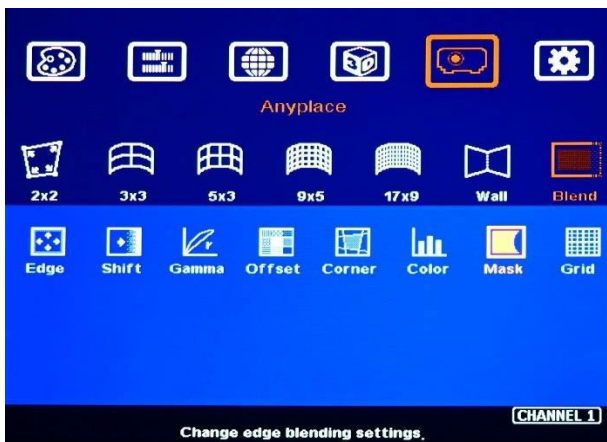 3D
Anyplace
2x2 3x3 5x3 9x5 17x9 Wall Blend
Edge Shift Gamma Offset Corner Color Mask Grid
CHANNEL 1
Change edge blending settings.